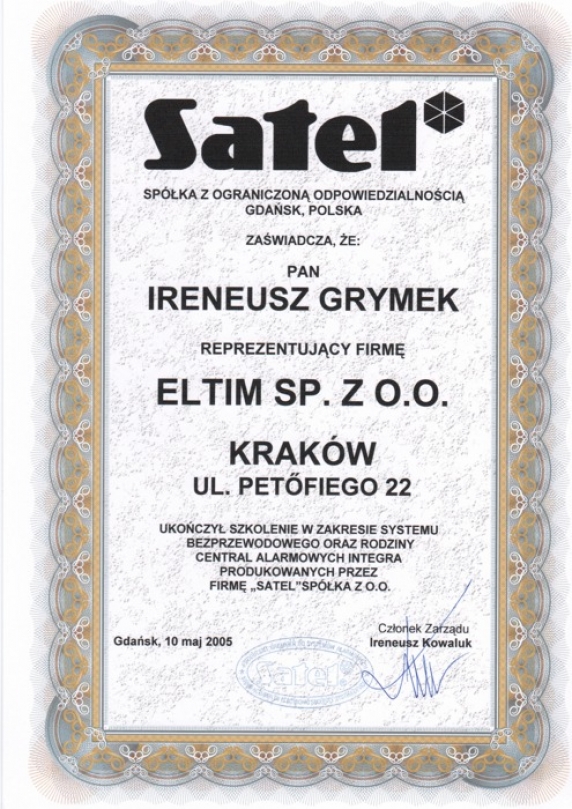 Satel
SPÓŁKA Z OGRANICZONĄ ODPOWIEDZIALNOŚCIĄ
GDAŃSK, POLSKA
ZAŚWIADCZA, ŻE:
PAN
IRENEUSZ GRYMEK
REPREZENTUJĄCY FIRMĘ
ELTIM SP. Z O.O.
KRAKÓW
UL. PETŐFIEGO 22
UKOŃCZYŁ SZKOLENIE W ZAKRESIE SYSTEMU
BEZPRZEWODOWEGO ORAZ RODZINY
CENTRAL ALARMOWYCH INTEGRA
PRODUKOWANYCH PRZEZ
FIRMĘ „SATEL"SPÓŁKA Z O.O.
Członek Zarządu
Gdańsk, 10 maj 2005 Ireneusz Kowaluk
Satel